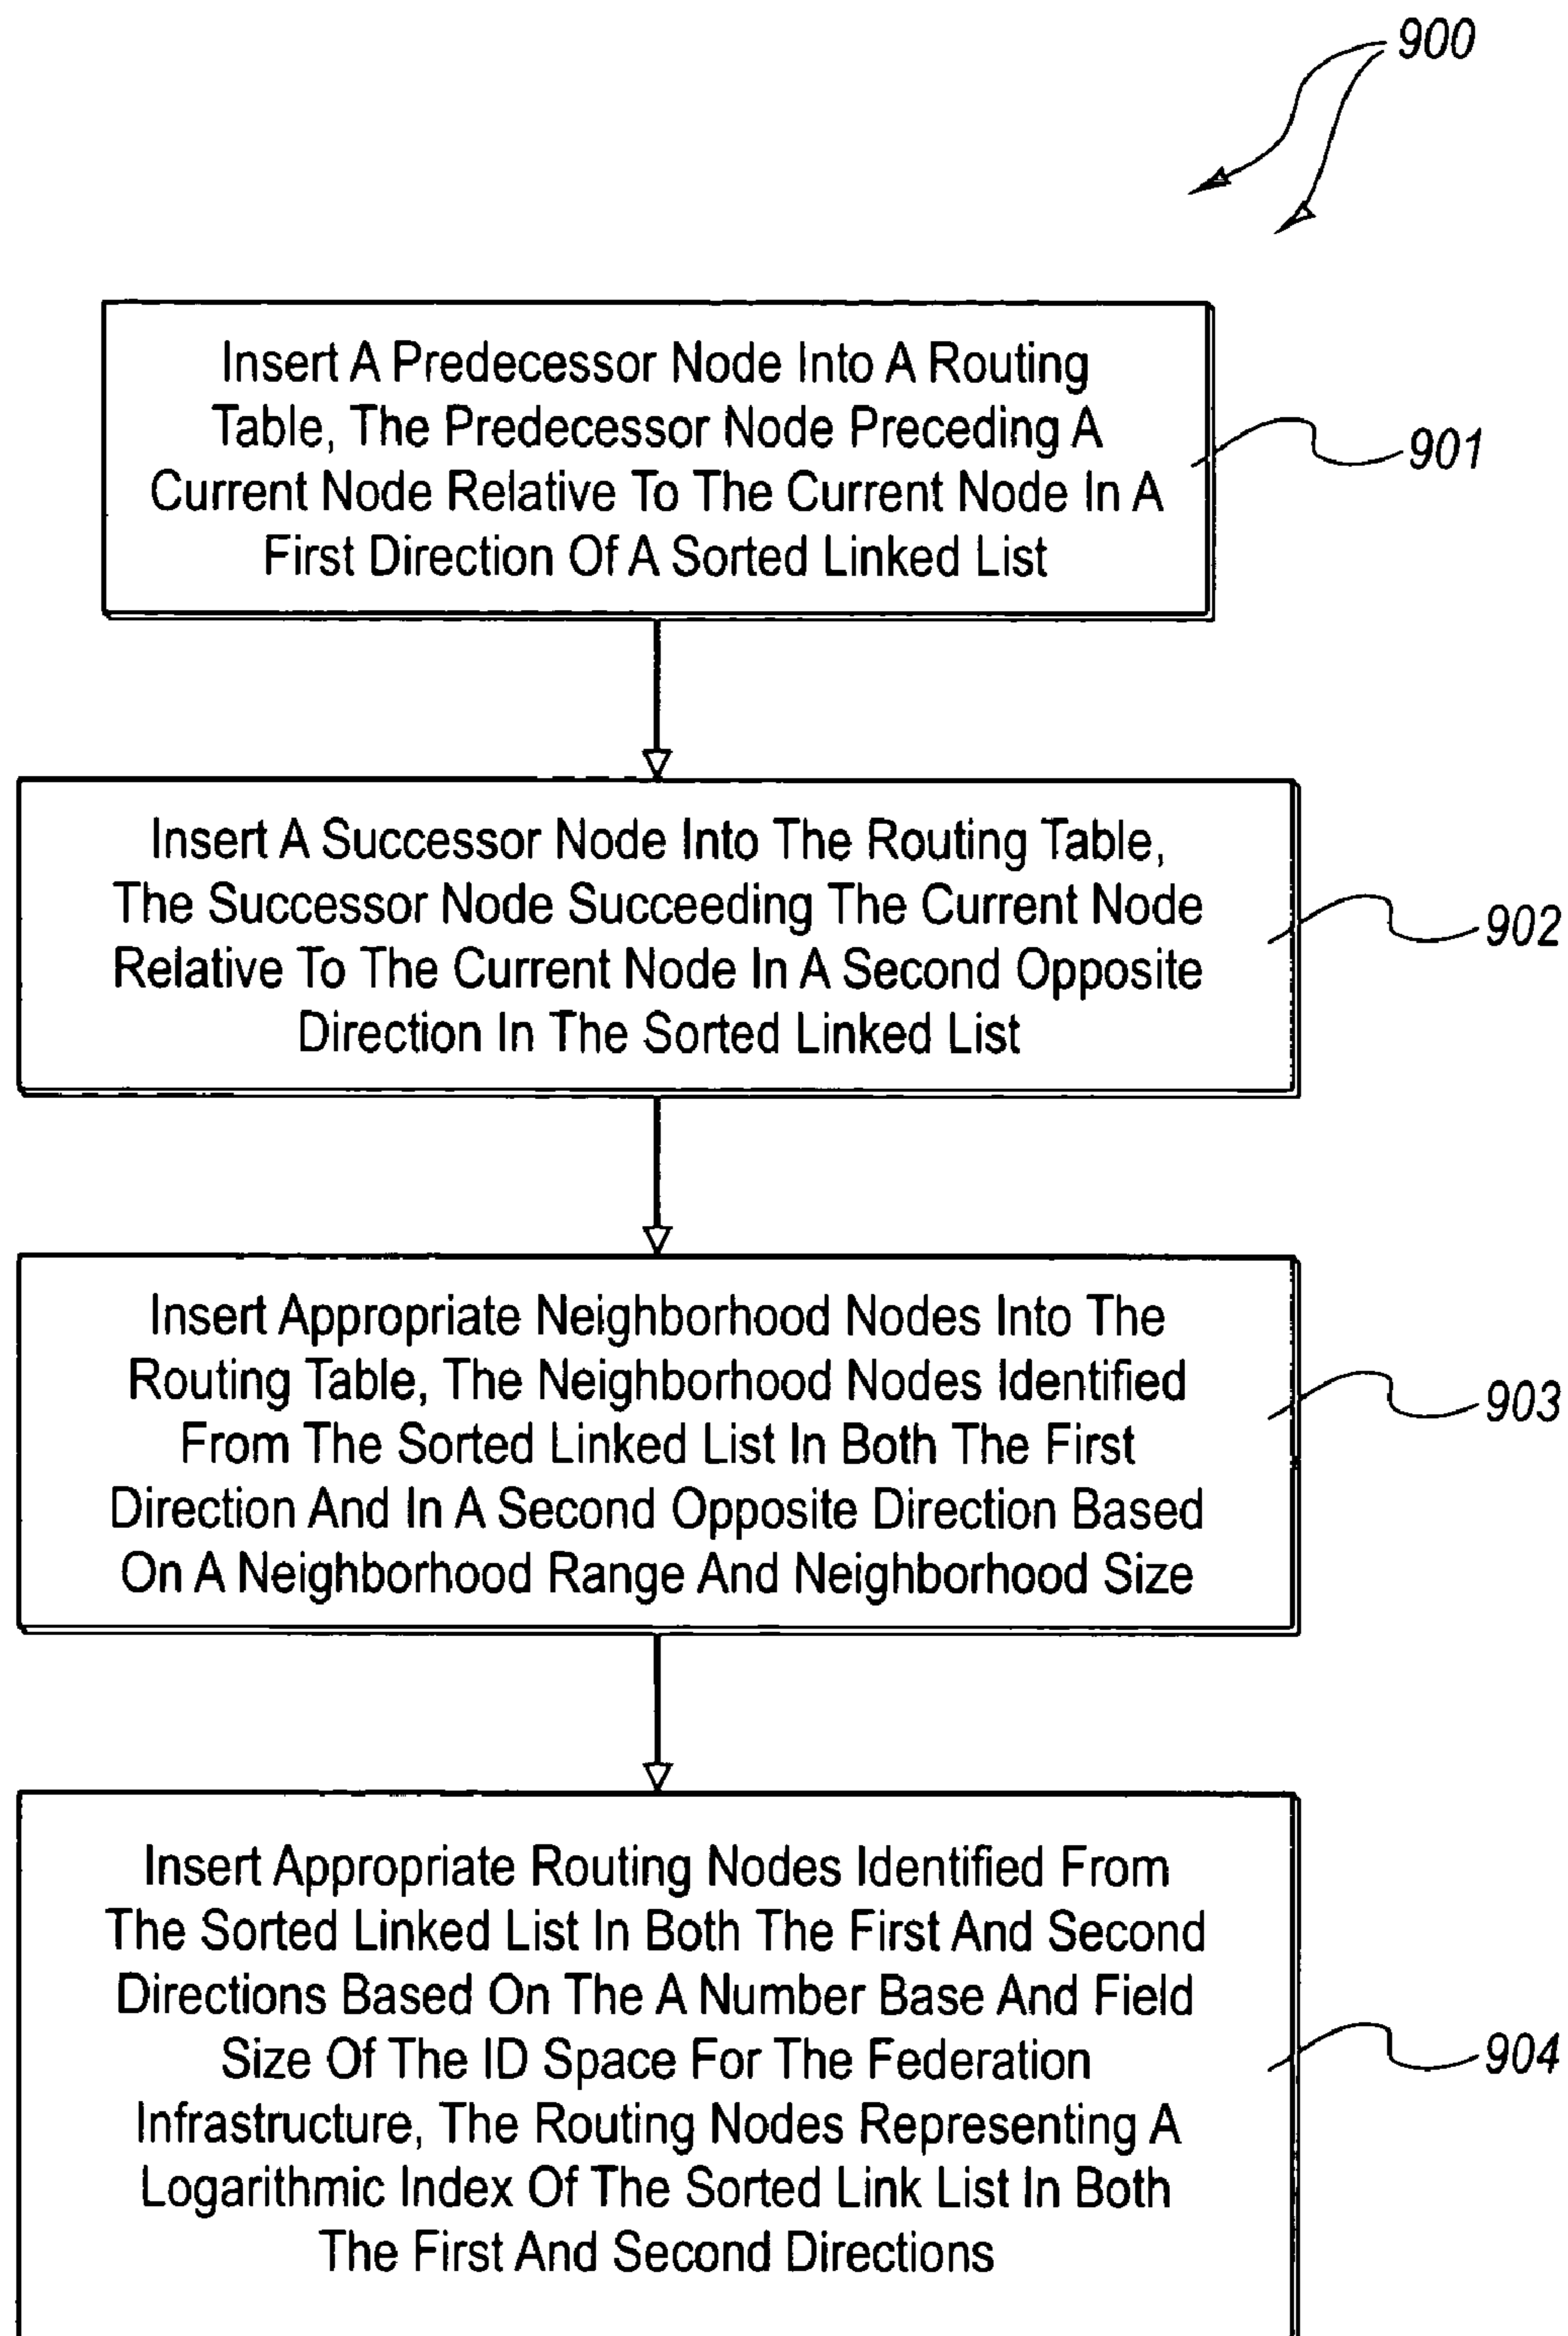 900
Insert A Predecessor Node Into A Routing
Table, The Predecessor Node Preceding A
Current Node Relative To The Current Node In A
First Direction Of A Sorted Linked List
901
Insert A Successor Node Into The Routing Table,
The Successor Node Succeeding The Current Node
Relative To The Current Node In A Second Opposite
Direction In The Sorted Linked List
902
Insert Appropriate Neighborhood Nodes Into The
Routing Table, The Neighborhood Nodes Identified
From The Sorted Linked List In Both The First
Direction And In A Second Opposite Direction Based
On A Neighborhood Range And Neighborhood Size
903
Insert Appropriate Routing Nodes Identified From
The Sorted Linked List In Both The First And Second
Directions Based On The A Number Base And Field
Size Of The ID Space For The Federation
Infrastructure, The Routing Nodes Representing A
Logarithmic Index Of The Sorted Link List In Both
The First And Second Directions
904